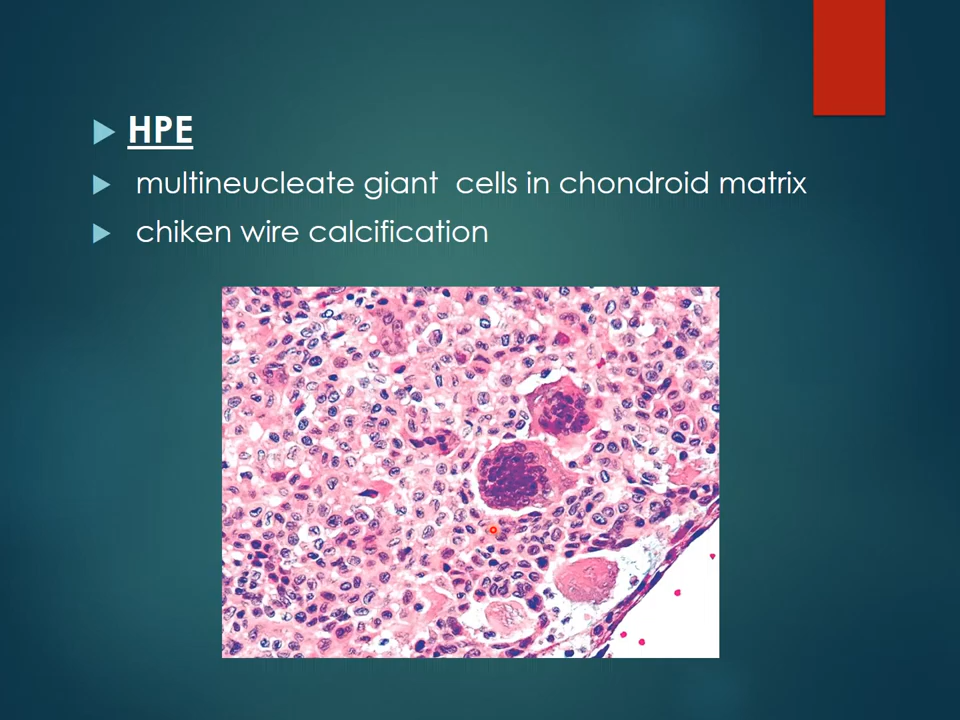 HPE
multineucleate giant cells in chondroid matrix
chiken wire calcification